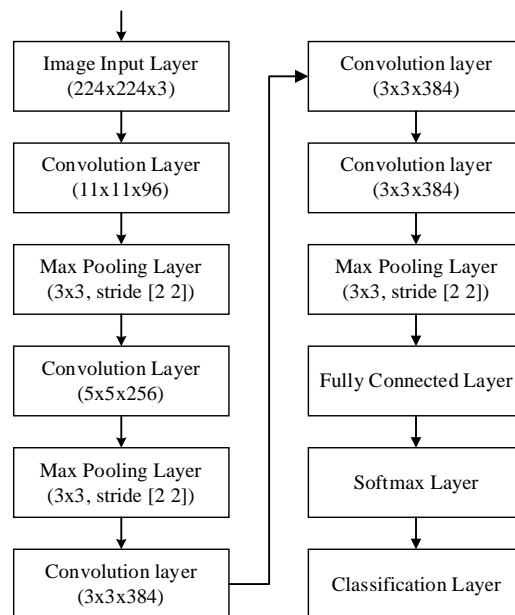 Image Input Layer
(224x224x3)
Convolution Layer
(11x11x96)
Max Pooling Layer
(3x3, stride [2 2])
Convolution Layer
(5x5x256)
Max Pooling Layer
(3x3, stride [2 2])
Convolution layer
(3x3x384)
Convolution layer
(3x3x384)
Convolution layer
(3x3x384)
Max Pooling Layer
(3x3, stride [2 2])
Fully Connected Layer
Softmax Layer
Classification Layer